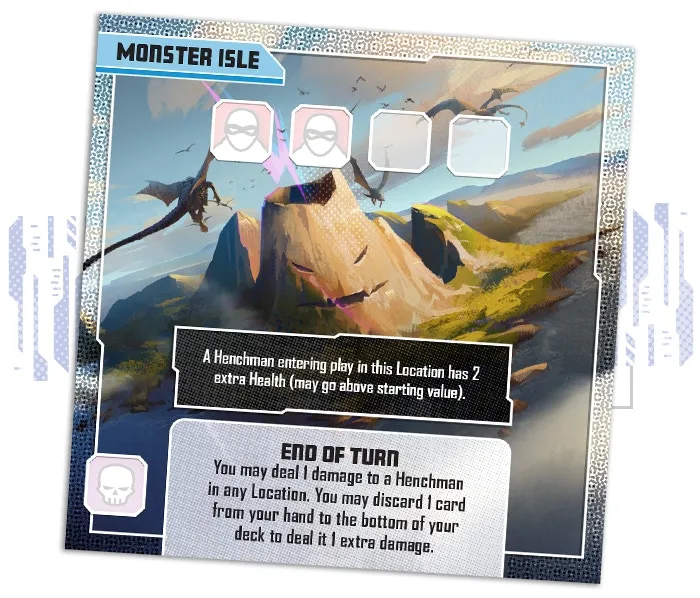 MONSTER ISLE
A Henchman entering play in this Location has 2
extra Health (may go above starting value).
END OF TURN
You may deal 1 damage to a Henchman
in any Location. You may discard 1 card
from your hand to the bottom of your
deck to deal it 1 extra damage.